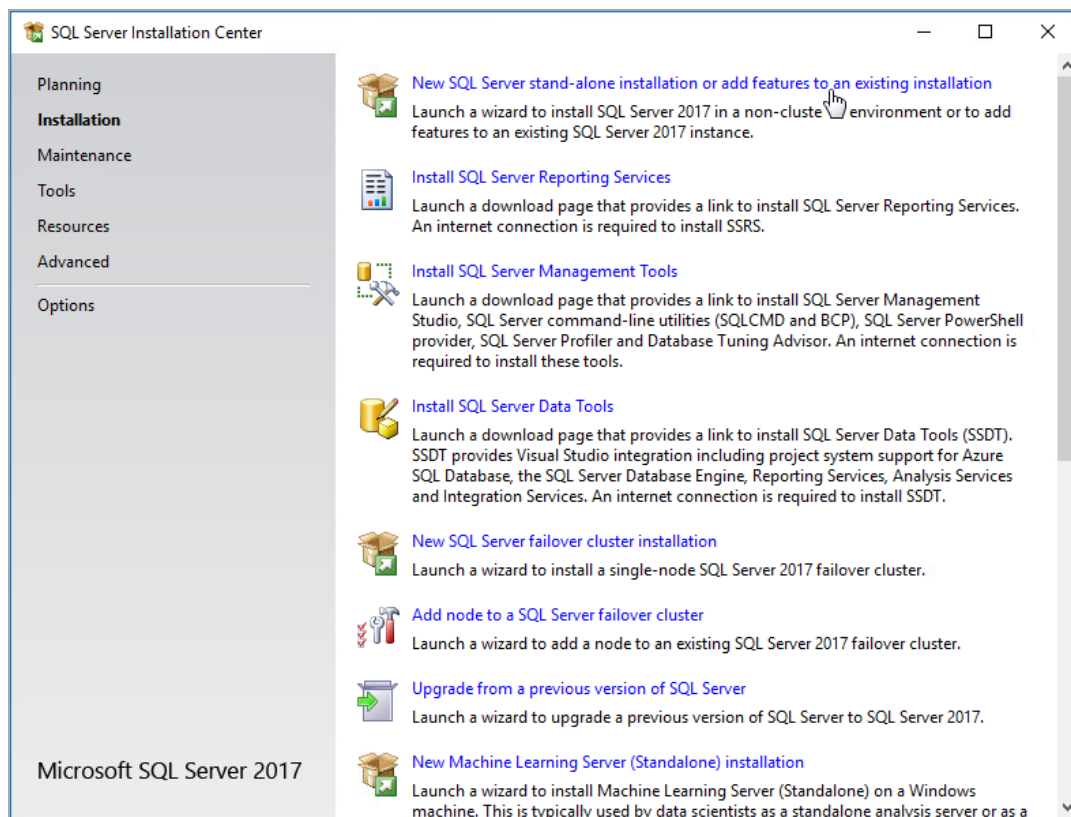 SQL Server Installation Center
Planning
Installation
Maintenance
Tools
Resources
Advanced
Options
Microsoft SQL Server 2017
New SQL Server stand-alone installation or add features to an existing installation
Launch a wizard to install SQL Server 2017 in a non-cluste environment or to add
features to an existing SQL Server 2017 instance.
Install SQL Server Reporting Services
Launch a download page that provides a link to install SQL Server Reporting Services.
An internet connection is required to install SSRS.
Install SQL Server Management Tools
Launch a download page that provides a link to install SQL Server Management
Studio, SQL Server command-line utilities (SQLCMD and BCP), SQL Server PowerShell
provider, SQL Server Profiler and Database Tuning Advisor. An internet connection is
required to install these tools.
Install SQL Server Data Tools
Launch a download page that provides a link to install SQL Server Data Tools (SSDT).
SSDT provides Visual Studio integration including project system support for Azure
SQL Database, the SQL Server Database Engine, Reporting Services, Analysis Services
and Integration Services. An internet connection is required to install SSDT.
New SQL Server failover cluster installation
Launch a wizard to install a single-node SQL Server 2017 failover cluster.
Add node to a SQL Server failover cluster
Launch a wizard to add a node to an existing SQL Server 2017 failover cluster.
Upgrade from a previous version of SQL Server
Launch a wizard to upgrade a previous version of SQL Server to SQL Server 2017.
New Machine Learning Server (Standalone) installation
Launch a wizard to install Machine Learning Server (Standalone) on a Windows
machine. This is typically used by data scientists as a standalone analysis server or as a